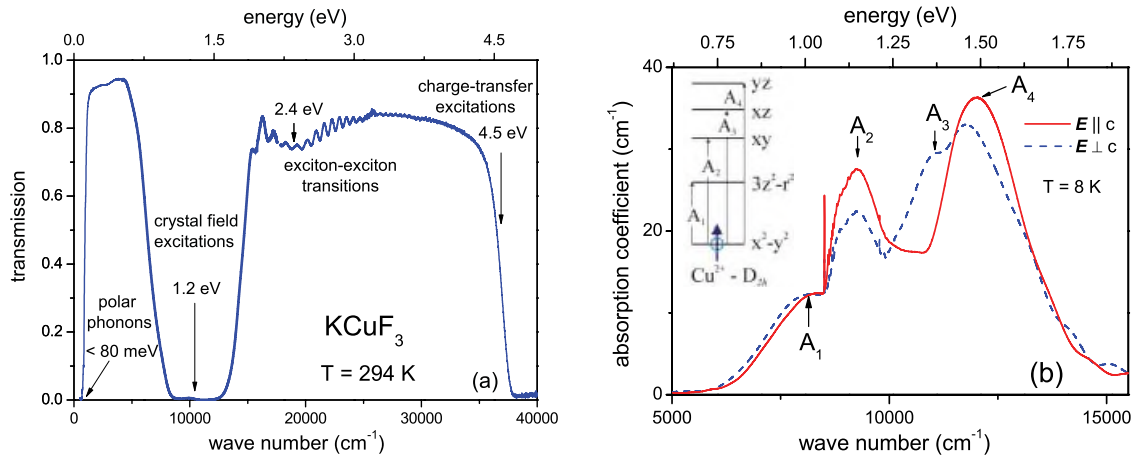 energy (eV)
0.0 1.5 3.0 4.5
1.0
0.8
0.6
0.4
0.2
0.0
transmission
2.4 eV
exciton-exciton
transitions
charge-transfer
excitations
4.5 eV
crystal field
excitations
1.2 eV
polar
phonons
< 80 meV
KCuF3
T = 294 K
(a)
0 10000 20000 30000 40000
wave number (cm⁻¹)
energy (eV)
0.75 1.00 1.25 1.50 1.75
40
30
20
10
0
absorption coefficient (cm⁻¹)
yz
A4
xz
A3
xy
A2
3z²-r²
A1
x²-y²
Cu²⁺ - D2h
A2
A3
A4
E || c
E ⊥ c
T = 8 K
A1
(b)
5000 10000 15000
wave number (cm⁻¹)